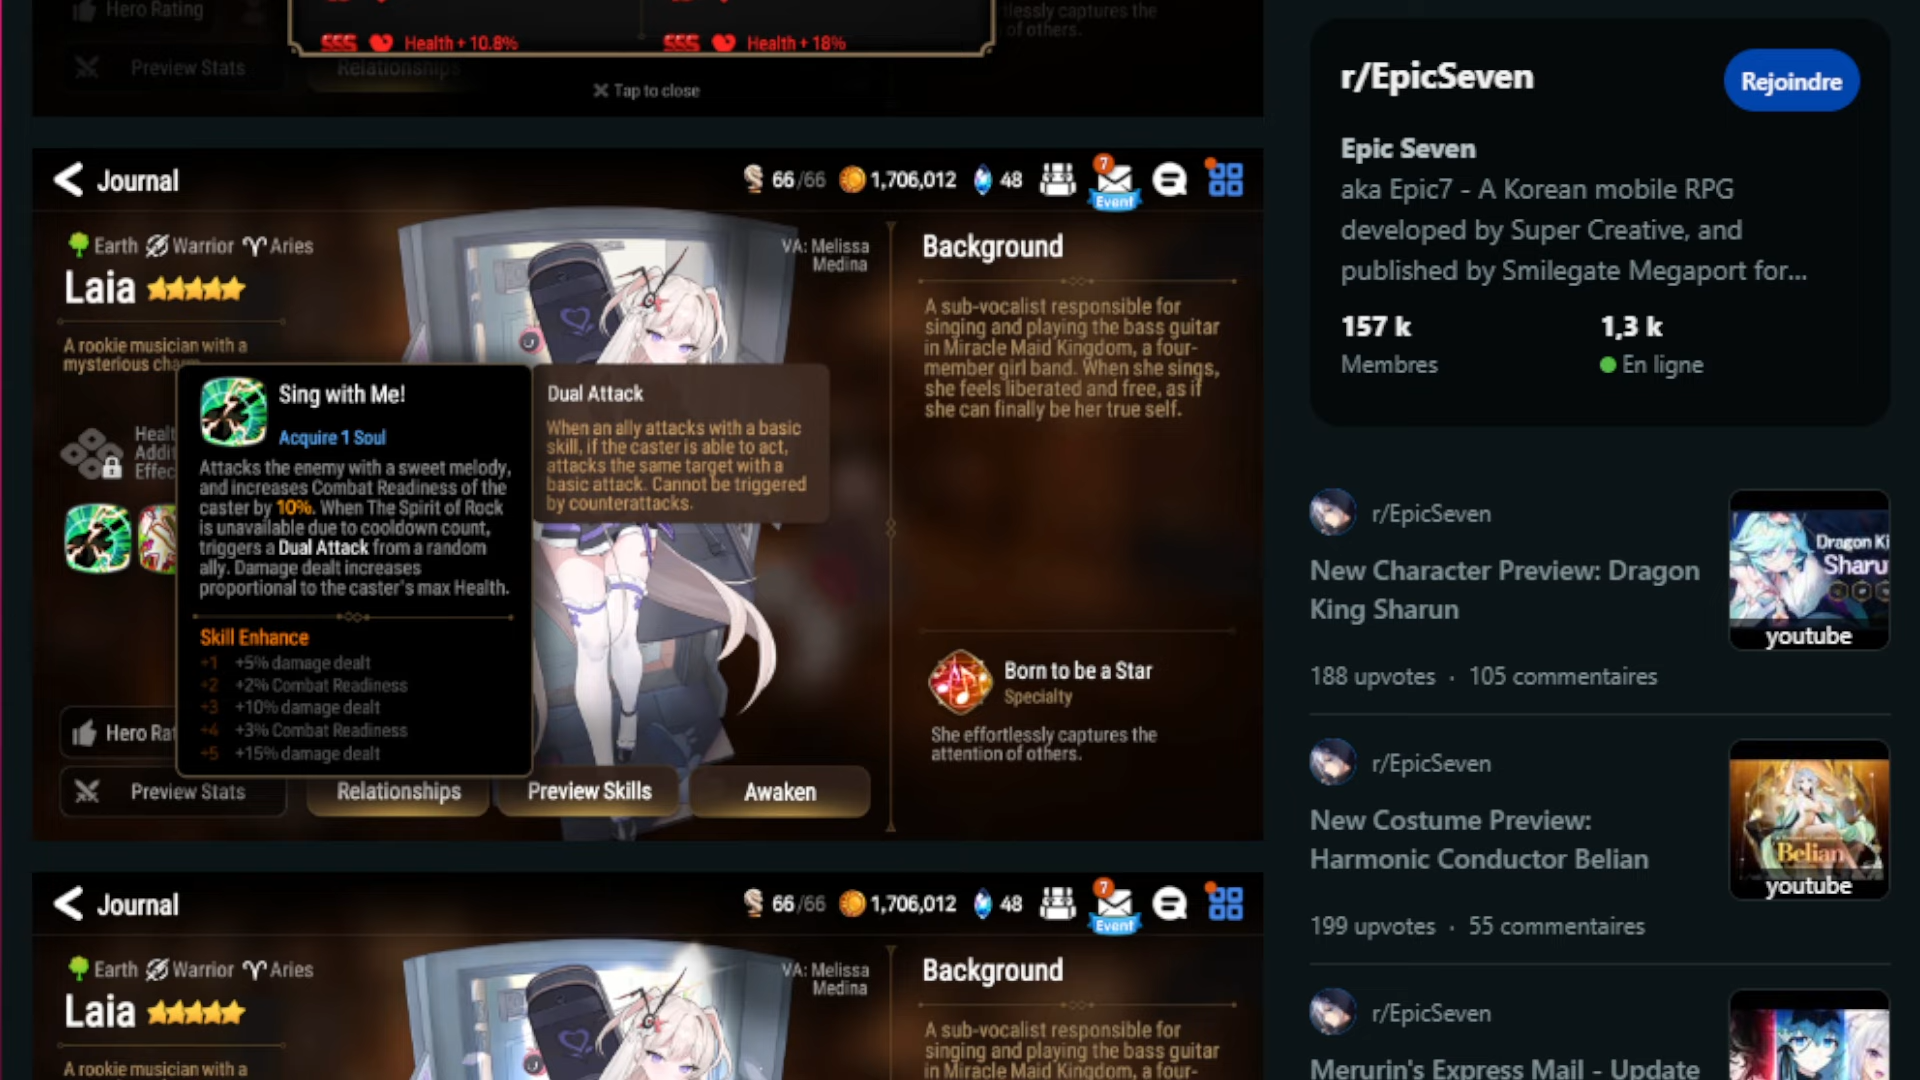 Hero Rating
Preview Stats
Relationships
SSS Health + 10.8%
SSS Health + 18%
Tap to close
captures the
of others.
Journal
66/66
1,706,012
48
7
Event
Earth Warrior Aries
Laia
A rookie musician with a
mysterious
VA: Melissa
Medina
Sing with Me!
Acquire 1 Soul
Attacks the enemy with a sweet melody,
and increases Combat Readiness of the
caster by 10%. When The Spirit of Rock
is unavailable due to cooldown count,
triggers a Dual Attack from a random
ally. Damage dealt increases
proportional to the caster's max Health.
Skill Enhance
+1 +5% damage dealt
+2 +2% Combat Readiness
+3 +10% damage dealt
+4 +3% Combat Readiness
+5 +15% damage dealt
Dual Attack
When an ally attacks with a basic
skill, if the caster is able to act,
attacks the same target with a
basic attack. Cannot be triggered
by counterattacks.
Background
A sub-vocalist responsible for
singing and playing the bass guitar
in Miracle Maid Kingdom, a four-
member girl band. When she sings,
she feels liberated and free, as if
she can finally be her true self.
Born to be a Star
Specialty
She effortlessly captures the
attention of others.
Hero Rat
Preview Stats
Relationships
Preview Skills
Awaken
Journal
66/66
1,706,012
48
7
Event
Earth Warrior Aries
Laia
A rookie musician with a
VA: Melissa
Medina
Background
A sub-vocalist responsible for
singing and playing the bass guitar
in Miracle Maid Kingdom, a four-
r/EpicSeven
Rejoindre
Epic Seven
aka Epic7 - A Korean mobile RPG
developed by Super Creative, and
published by Smilegate Megaport for...
157 k
Membres
1,3 k
En ligne
r/EpicSeven
New Character Preview: Dragon
King Sharun
188 upvotes · 105 commentaires
Dragon Ki
Sharu
youtube
r/EpicSeven
New Costume Preview:
Harmonic Conductor Belian
199 upvotes · 55 commentaires
Belian
youtube
r/EpicSeven
Merurin's Express Mail - Update